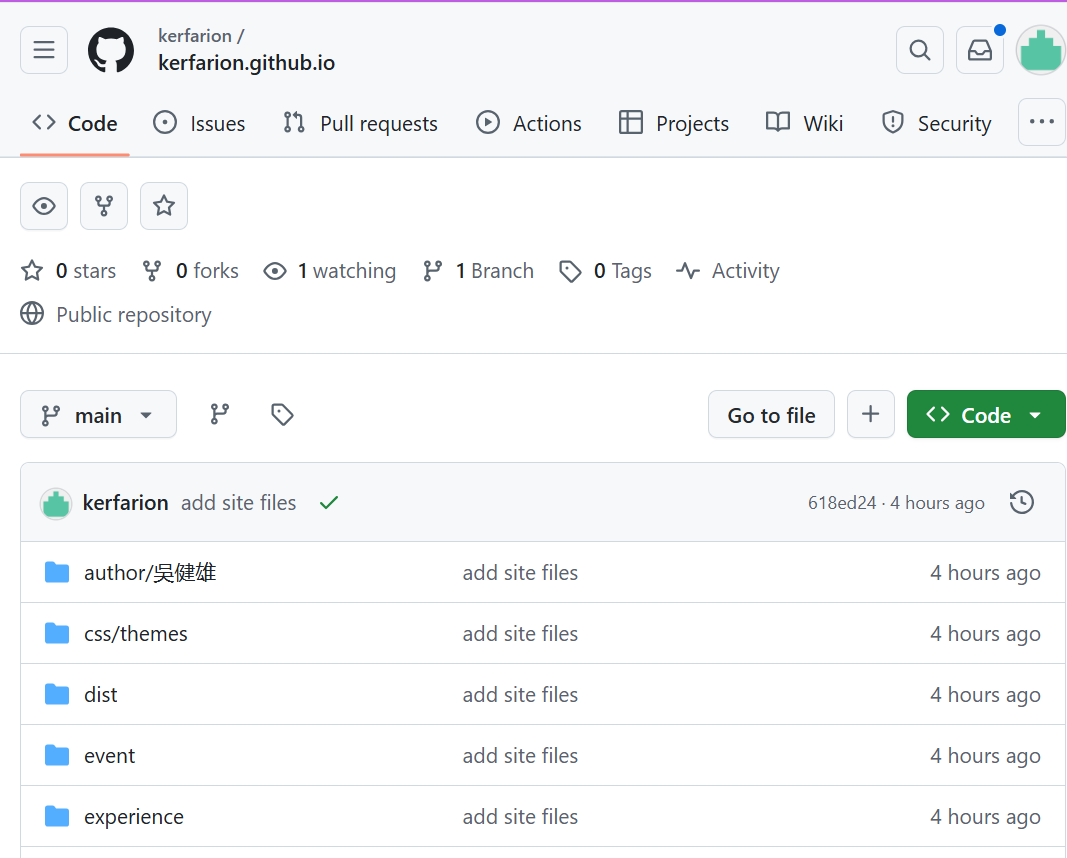 kerfarion /
kerfarion.github.io
Code Issues Pull requests Actions Projects Wiki Security
0 stars 0 forks 1 watching 1 Branch 0 Tags Activity
Public repository
main Go to file Code
kerfarion add site files 618ed24 · 4 hours ago
author/吳健雄 add site files 4 hours ago
css/themes add site files 4 hours ago
dist add site files 4 hours ago
event add site files 4 hours ago
experience add site files 4 hours ago